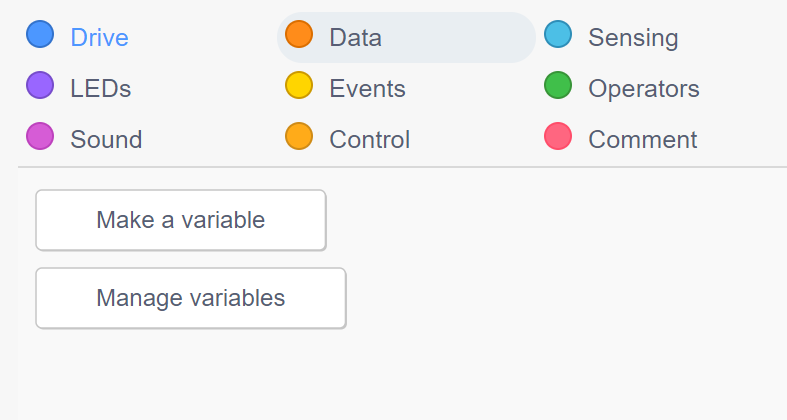 Drive Data Sensing
LEDs Events Operators
Sound Control Comment
Make a variable
Manage variables